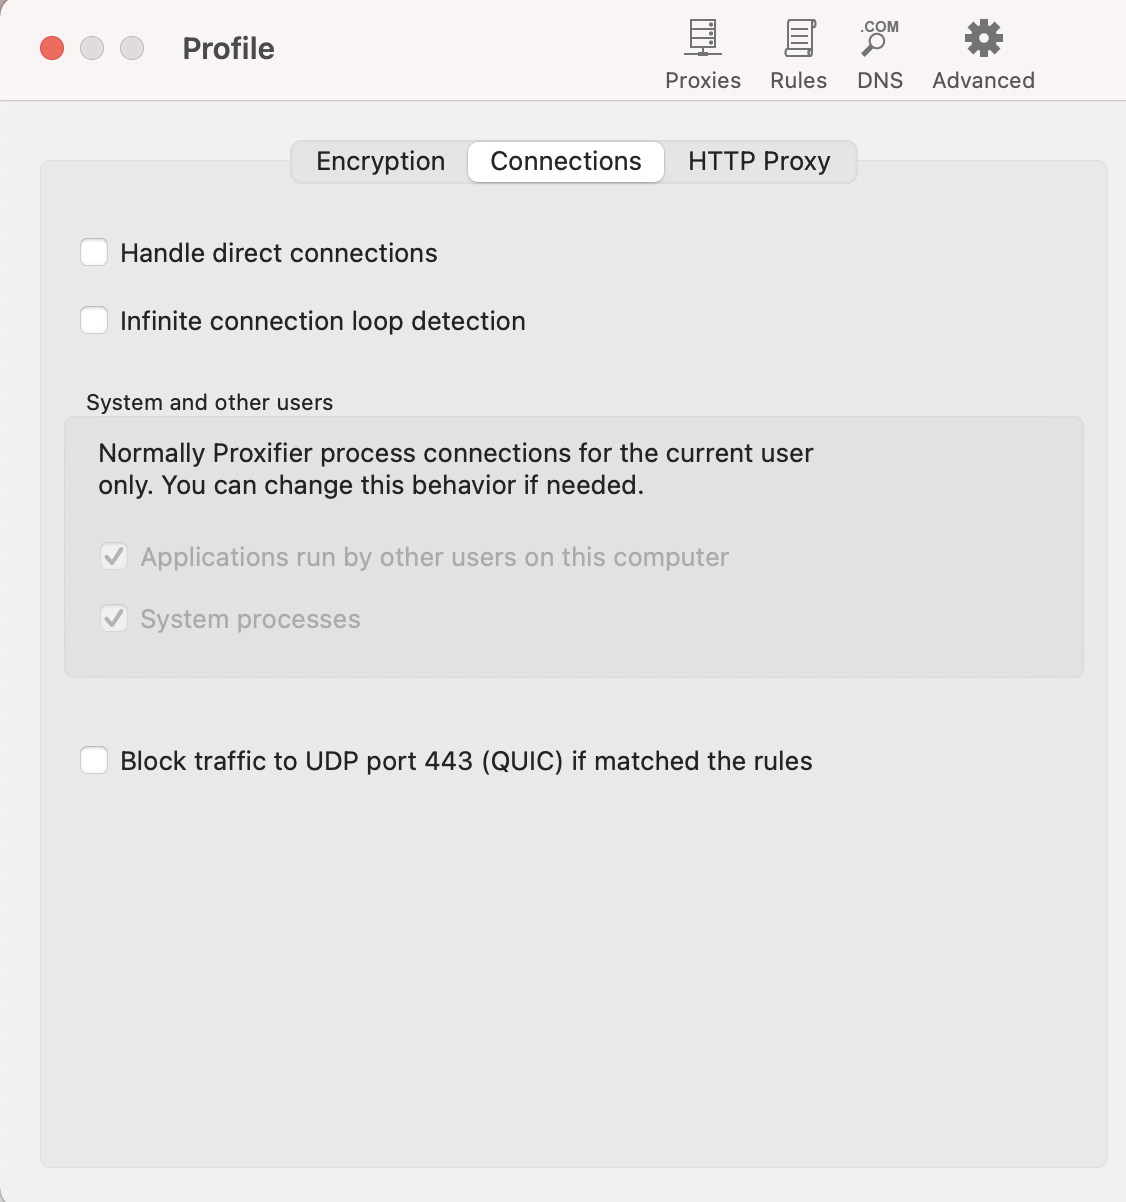 Profile
.COM
Proxies
Rules
DNS
Advanced
Encryption
Connections
HTTP Proxy
Handle direct connections
Infinite connection loop detection
System and other users
Normally Proxifier process connections for the current user
only. You can change this behavior if needed.
Applications run by other users on this computer
System processes
Block traffic to UDP port 443 (QUIC) if matched the rules